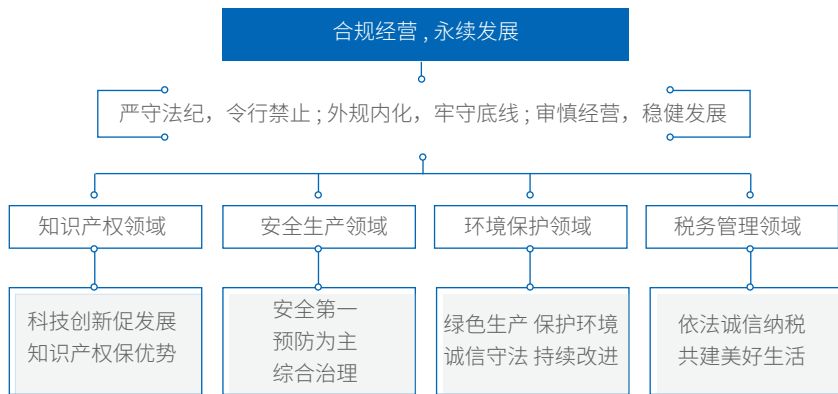 合规经营 , 永续发展
严守法纪，令行禁止 ; 外规内化，牢守底线 ; 审慎经营，稳健发展
知识产权领域
安全生产领域
环境保护领域
税务管理领域
科技创新促发展
知识产权保优势
安全第一
预防为主
综合治理
绿色生产 保护环境
诚信守法 持续改进
依法诚信纳税
共建美好生活